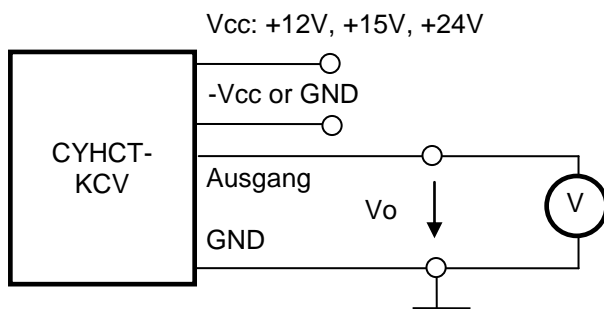 Vcc: +12V, +15V, +24V
-Vcc or GND
CYHCT-
KCV
Ausgang
Vo
V
GND